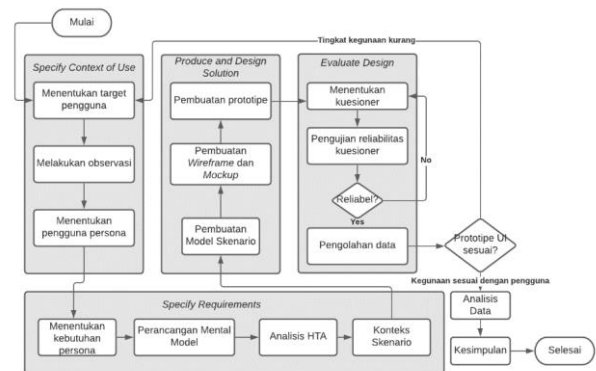 Mulai
Tingkat kegunaan kurang
Specify Context of Use
Menentukan target
pengguna
Melakukan observasi
Menentukan
pengguna persona
Produce and Design
Solution
Pembuatan prototipe
Pembuatan
Wireframe dan
Mockup
Pembuatan
Model Skenario
Evaluate Design
Menentukan
kuesioner
Pengujian reliabilitas
kuesioner
No
Reliabel?
Yes
Pengolahan data
Prototipe UI
sesuai?
Kegunaan sesuai dengan pengguna
Specify Requirements
Menentukan
kebutuhan
persona
Perancangan Mental
Model
Analisis HTA
Konteks
Skenario
Analisis
Data
Kesimpulan
Selesai